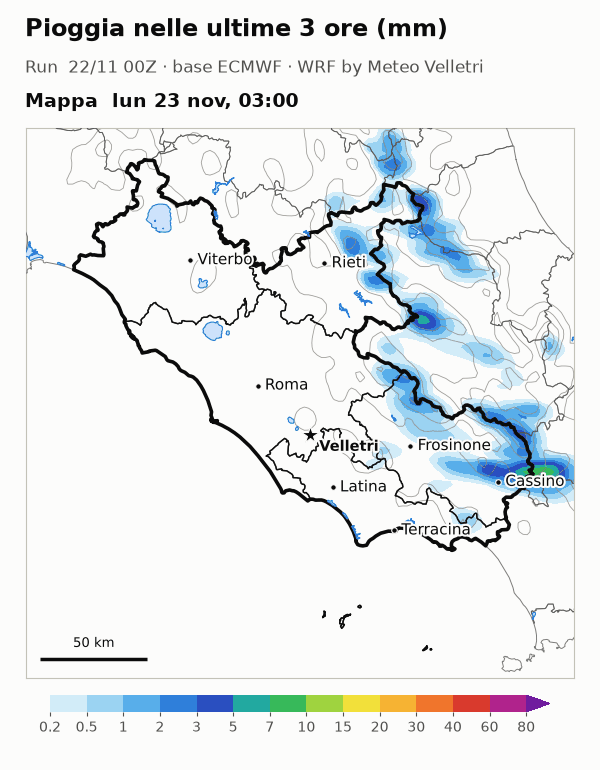 Pioggia nelle ultime 3 ore (mm)
Run  22/11 00Z · base ECMWF · WRF by Meteo Velletri
Mappa  lun 23 nov, 03:00
Viterbo
Rieti
Roma
Velletri
Frosinone
Cassino
Latina
Terracina
50 km
0.2 0.5 1 2 3 5 7 10 15 20 30 40 60 80